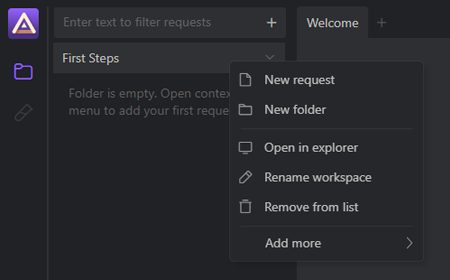 Enter text to filter requests
Welcome
First Steps
Folder is empty. Open contex
menu to add your first reque
New request
New folder
Open in explorer
Rename workspace
Remove from list
Add more